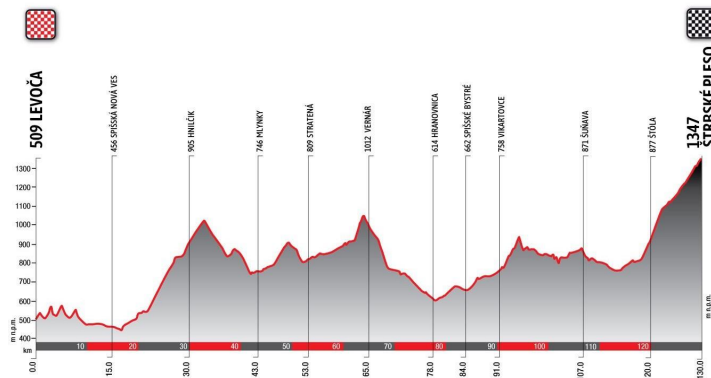 509 LEVOČA
456 SPIŠSKÁ NOVÁ VES
905 HNILČÍK
746 MLYNKY
809 STRATENÁ
1012 VERNÁR
614 HRANOVNICA
662 SPIŠSKÉ BYSTRÉ
758 VIKARTOVCE
871 ŠUŇAVA
877 ŠTÔLA
1347 ŠTRBSKÉ PLESO
1300
1200
1100
1000
900
800
700
600
500
400
m n.p.m.
m n.p.m.
km
10 20 30 40 50 60 70 80 90 100 110 120
0.0 15.0 30.0 43.0 53.0 65.0 78.0 84.0 91.0 07.0 20.0 130.0